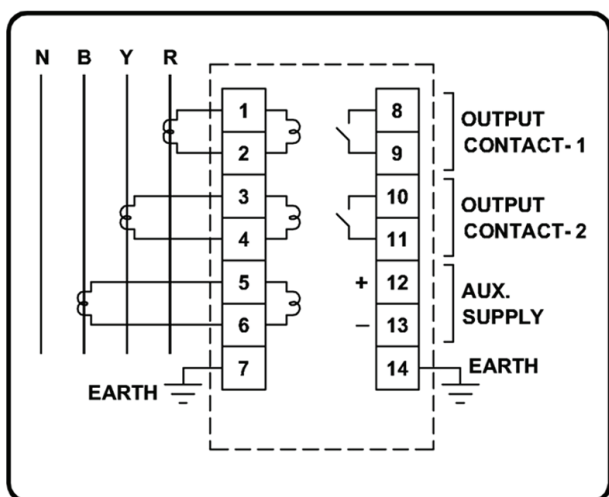 N B Y R
1
2
3
4
5
6
7
EARTH
8
9
10
11
+ 12
– 13
14
OUTPUT
CONTACT-1
OUTPUT
CONTACT-2
AUX.
SUPPLY
EARTH